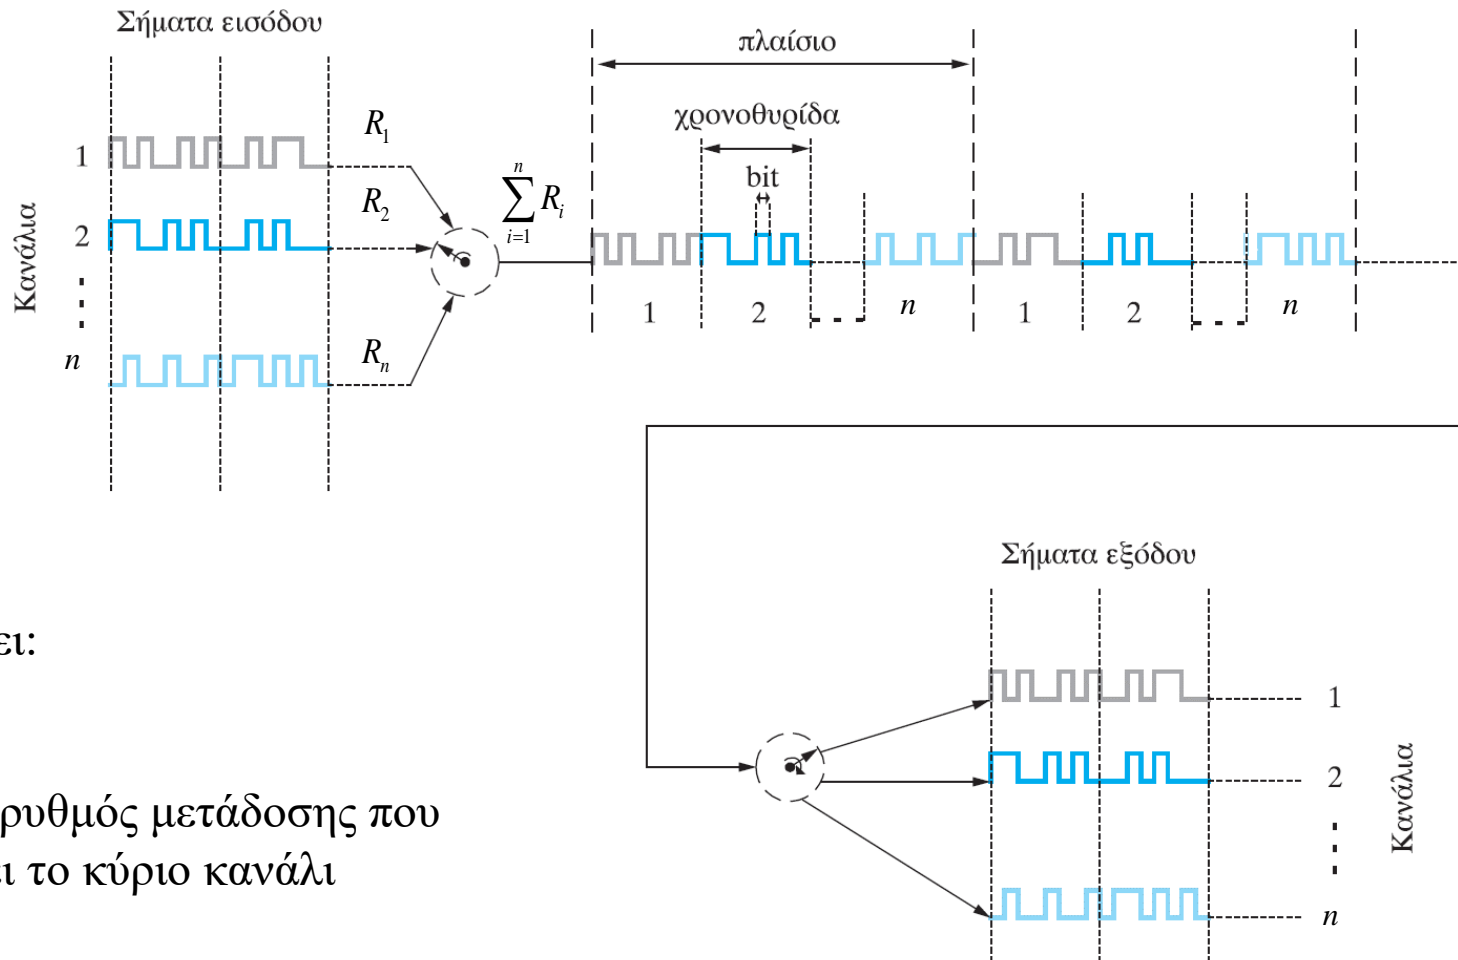 Σήματα εισόδου
Κανάλια
1
2
n
R₁
R₂
Rₙ
n
∑ Rᵢ
i=1
πλαίσιο
χρονοθυρίδα
bit
1 2 n 1 2 n
Σήματα εξόδου
1
2
n
Κανάλια
ει:
ρυθμός μετάδοσης που
ι το κύριο κανάλι